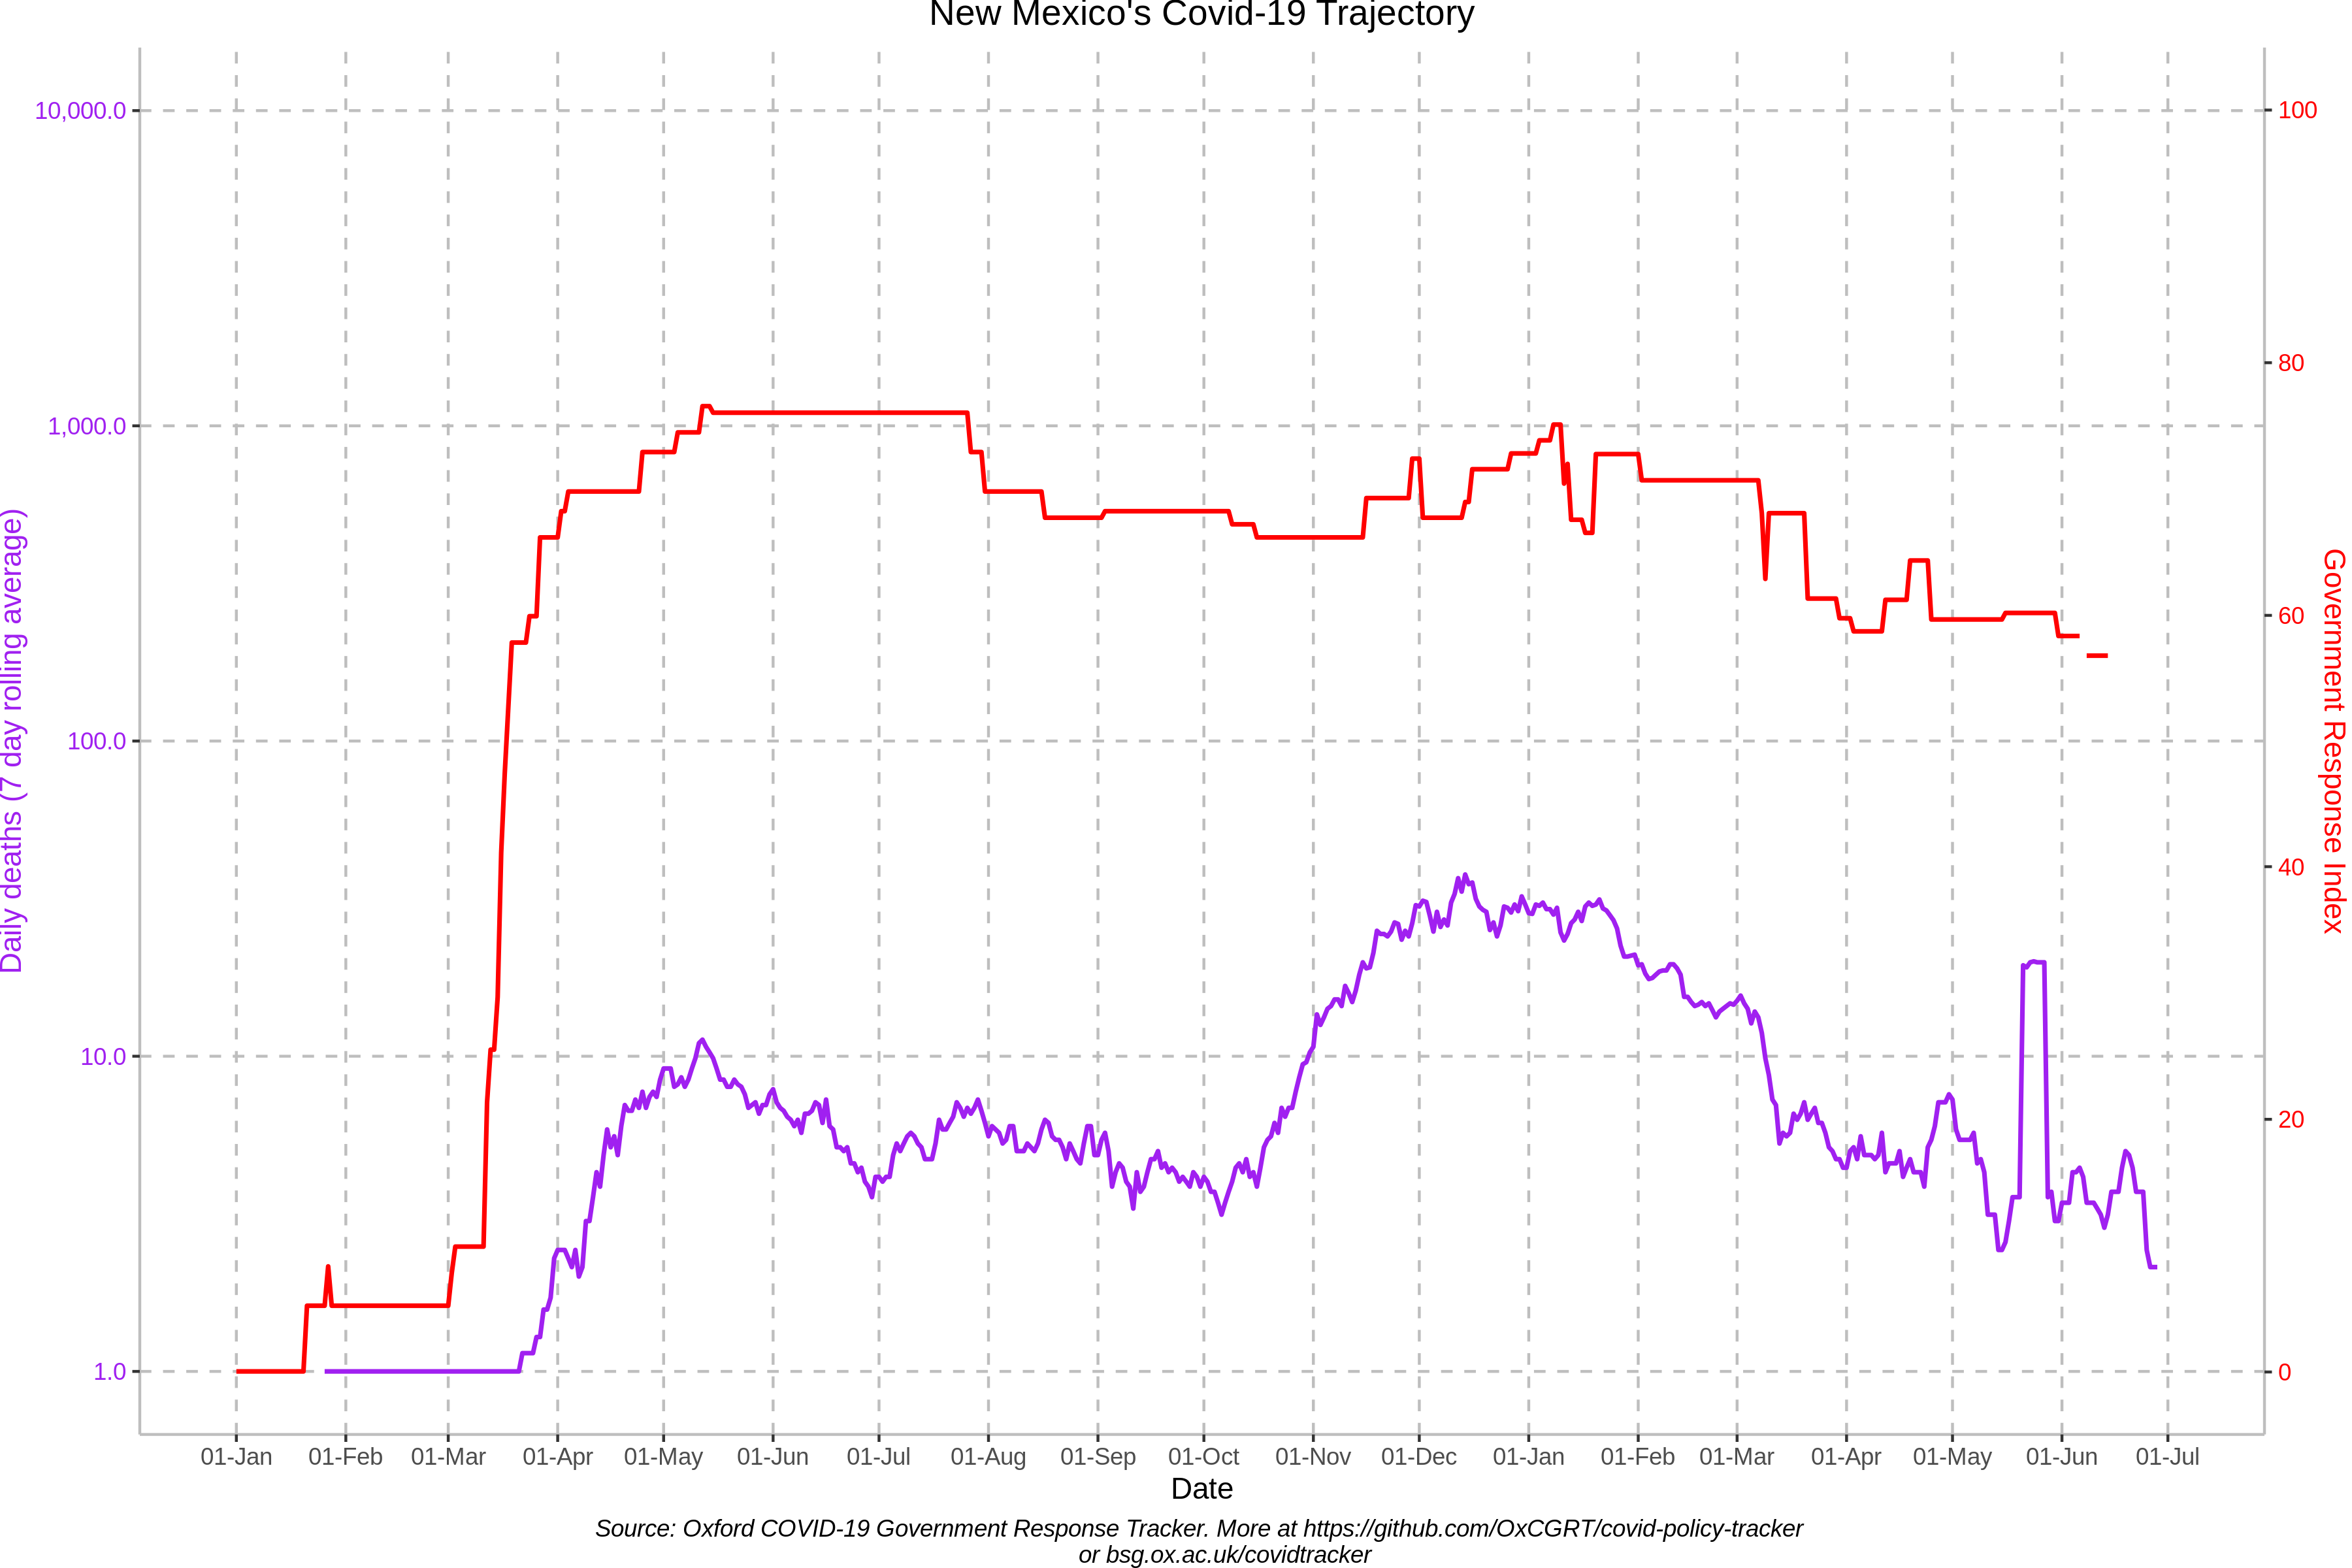 New Mexico's Covid-19 Trajectory
10,000.0
1,000.0
100.0
10.0
1.0
Daily deaths (7 day rolling average)
100
80
60
40
20
0
Government Response Index
01-Jan 01-Feb 01-Mar 01-Apr 01-May 01-Jun 01-Jul 01-Aug 01-Sep 01-Oct 01-Nov 01-Dec 01-Jan 01-Feb 01-Mar 01-Apr 01-May 01-Jun 01-Jul
Date
Source: Oxford COVID-19 Government Response Tracker. More at https://github.com/OxCGRT/covid-policy-tracker
or bsg.ox.ac.uk/covidtracker